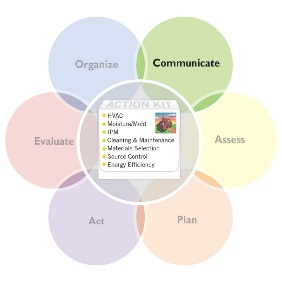 Organize
Communicate
ACTION KIT
HVAC
Moisture/Mold
IPM
Cleaning & Maintenance
Materials Selection
Source Control
Energy Efficiency
Evaluate
Assess
Act
Plan